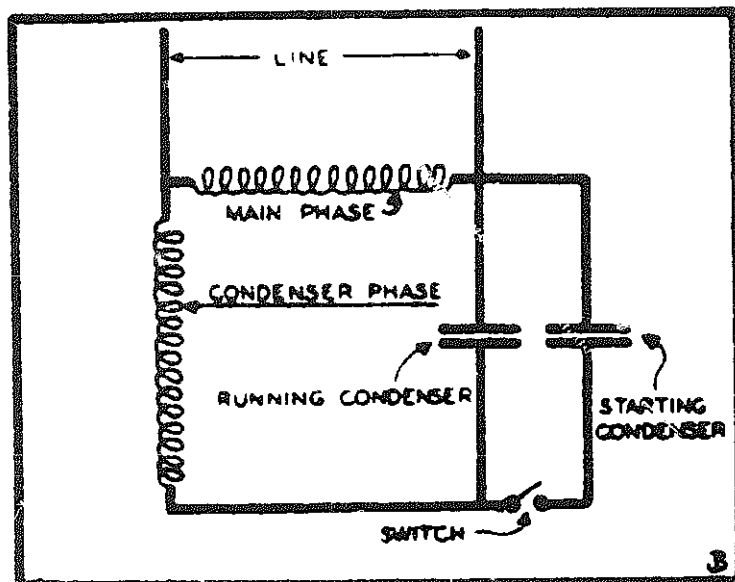 LINE
MAIN PHASE
CONDENSER PHASE
RUNNING CONDENSER
STARTING
CONDENSER
SWITCH
B